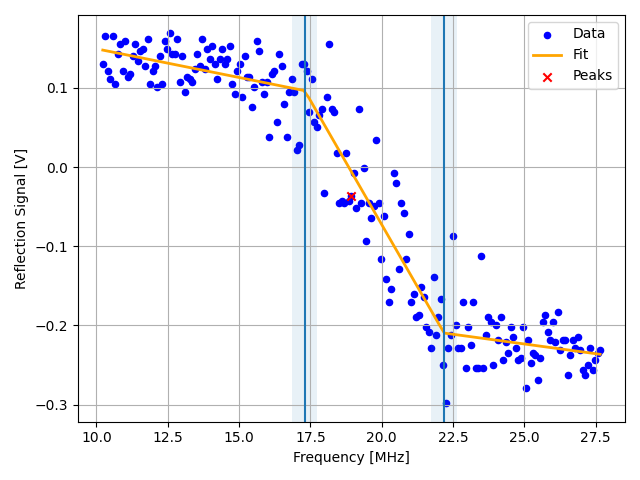 Data
Fit
Peaks
0.1
0.0
−0.1
−0.2
−0.3
Reflection Signal [V]
10.0 12.5 15.0 17.5 20.0 22.5 25.0 27.5
Frequency [MHz]